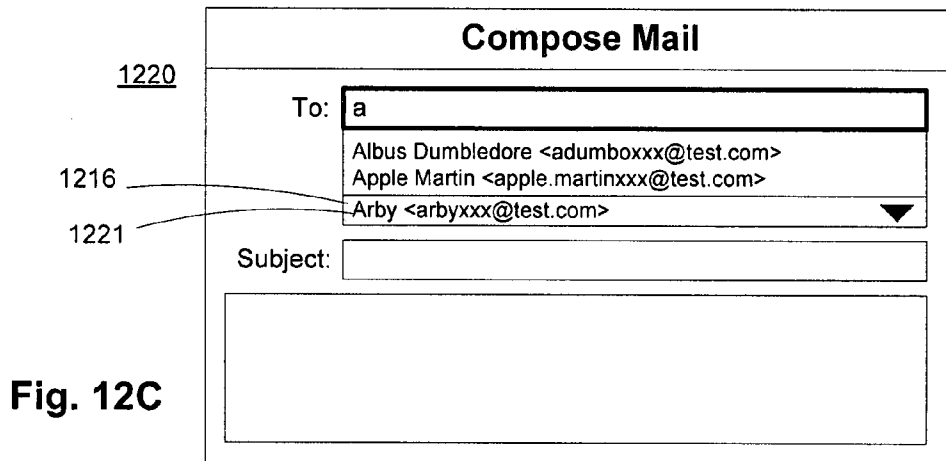 Compose Mail
1220
To: a
Albus Dumbledore <adumboxxx@test.com>
Apple Martin <apple.martinxxx@test.com>
1216
Arby <arbyxxx@test.com>
1221
Subject:
Fig. 12C